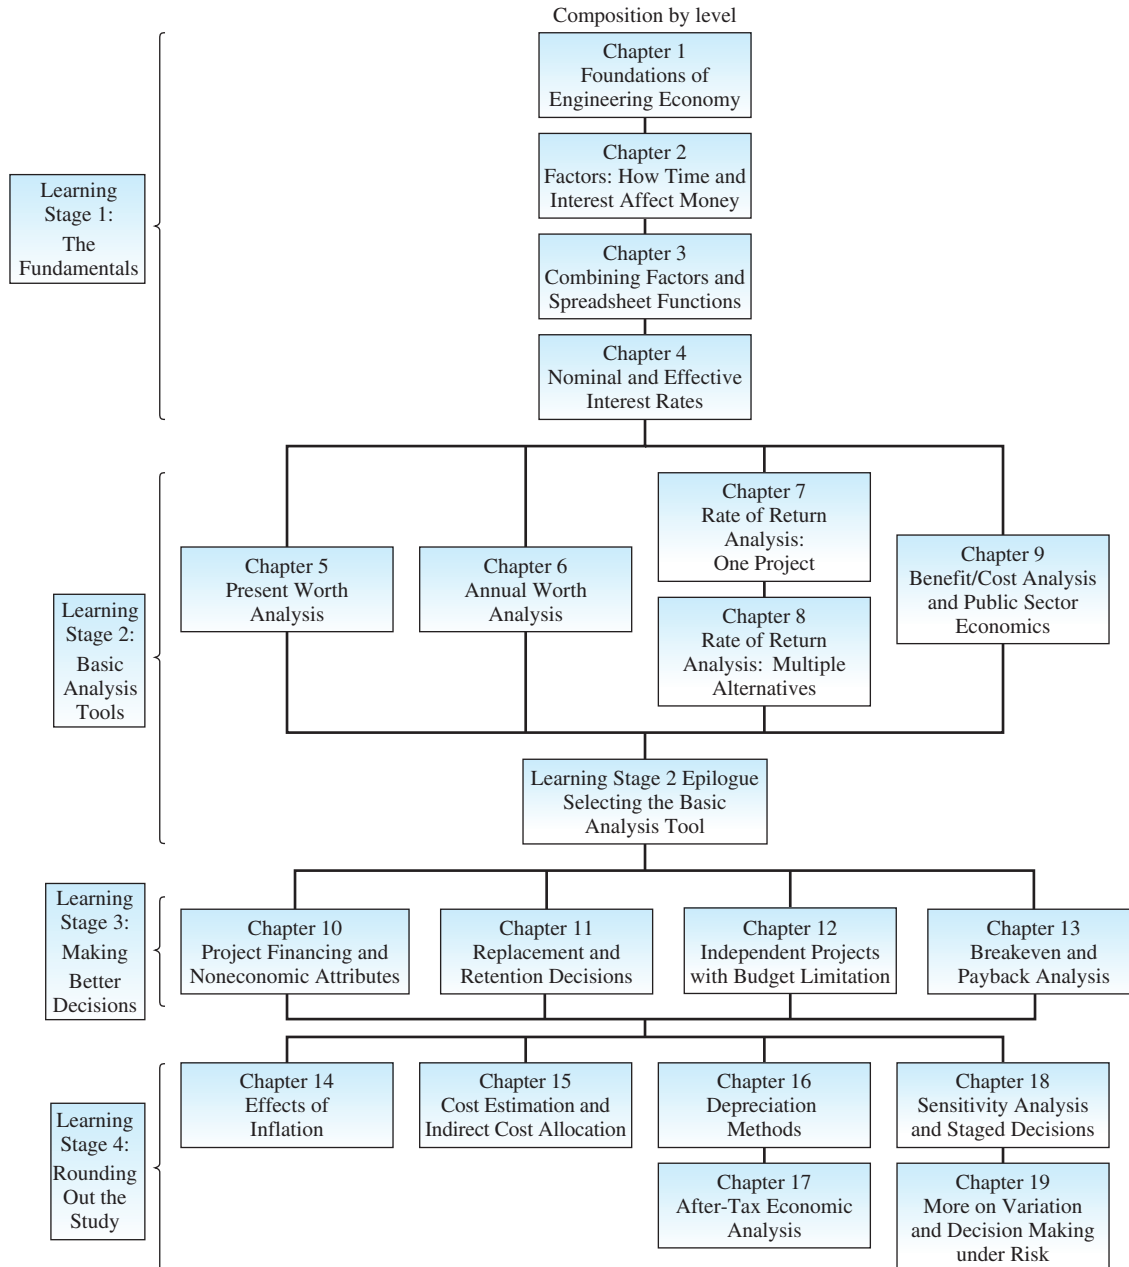 Composition by level
Chapter 1
Foundations of
Engineering Economy
Chapter 2
Factors: How Time and
Interest Affect Money
Learning
Stage 1:
The
Fundamentals
Chapter 3
Combining Factors and
Spreadsheet Functions
Chapter 4
Nominal and Effective
Interest Rates
Learning
Stage 2:
Basic
Analysis
Tools
Chapter 5
Present Worth
Analysis
Chapter 6
Annual Worth
Analysis
Chapter 7
Rate of Return
Analysis:
One Project
Chapter 8
Rate of Return
Analysis: Multiple
Alternatives
Chapter 9
Benefit/Cost Analysis
and Public Sector
Economics
Learning Stage 2 Epilogue
Selecting the Basic
Analysis Tool
Learning
Stage 3:
Making
Better
Decisions
Chapter 10
Project Financing and
Noneconomic Attributes
Chapter 11
Replacement and
Retention Decisions
Chapter 12
Independent Projects
with Budget Limitation
Chapter 13
Breakeven and
Payback Analysis
Learning
Stage 4:
Rounding
Out the
Study
Chapter 14
Effects of
Inflation
Chapter 15
Cost Estimation and
Indirect Cost Allocation
Chapter 16
Depreciation
Methods
Chapter 17
After-Tax Economic
Analysis
Chapter 18
Sensitivity Analysis
and Staged Decisions
Chapter 19
More on Variation
and Decision Making
under Risk